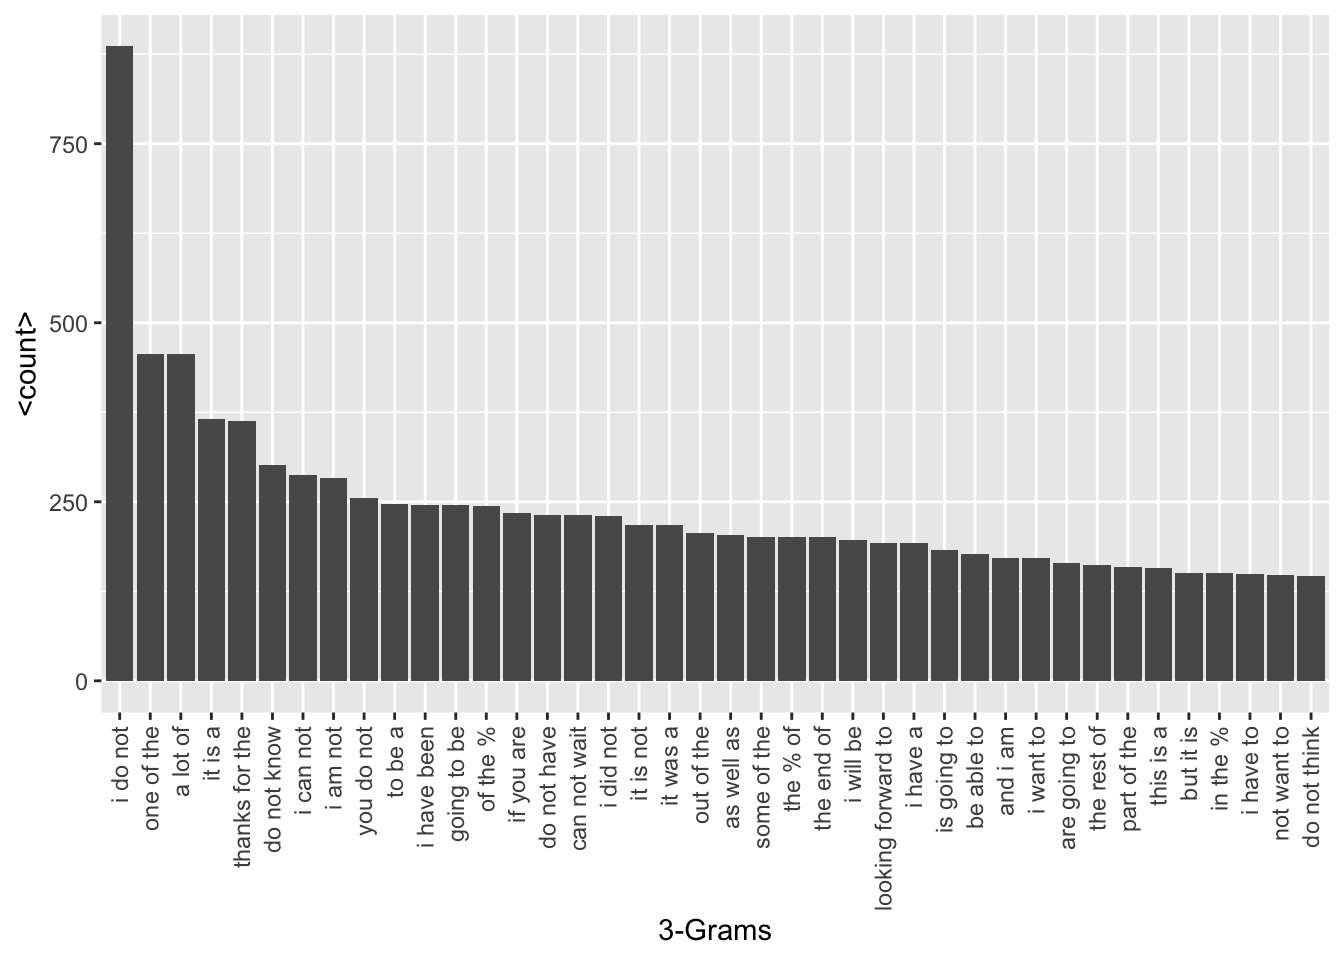 <count>
750
500
250
0
i do not
one of the
a lot of
it is a
thanks for the
do not know
i can not
i am not
you do not
to be a
i have been
going to be
of the %
if you are
do not have
can not wait
i did not
it is not
it was a
out of the
as well as
some of the
the % of
the end of
i will be
looking forward to
i have a
is going to
be able to
and i am
i want to
are going to
the rest of
part of the
this is a
but it is
in the %
i have to
not want to
do not think
3-Grams